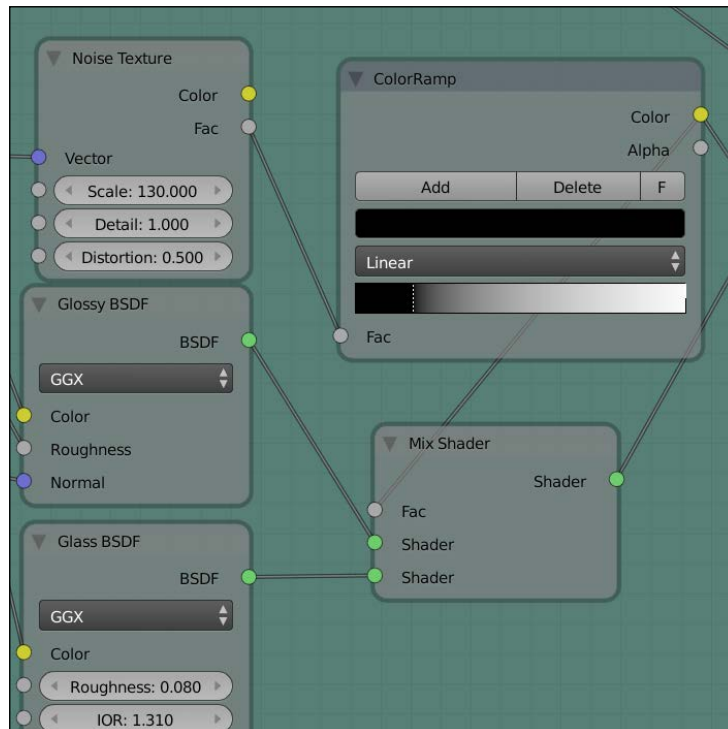 Noise Texture
Color
Fac
Vector
Scale: 130.000
Detail: 1.000
Distortion: 0.500
ColorRamp
Color
Alpha
Add Delete F
Linear
Fac
Glossy BSDF
BSDF
GGX
Color
Roughness
Normal
Mix Shader
Shader
Fac
Shader
Shader
Glass BSDF
BSDF
GGX
Color
Roughness: 0.080
IOR: 1.310